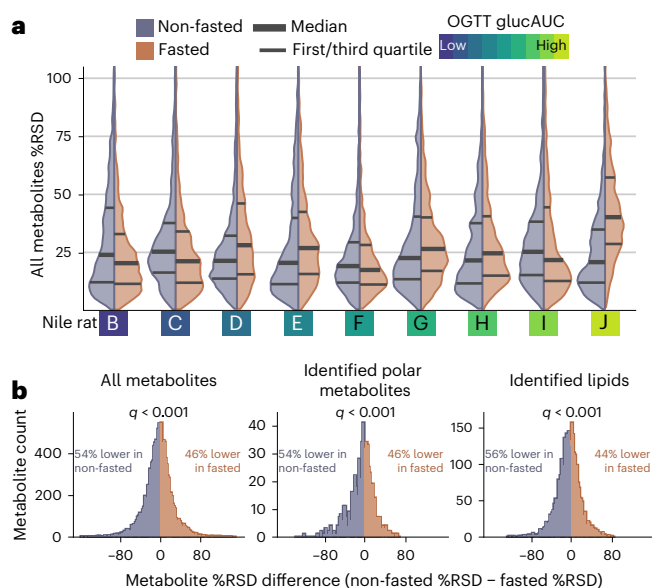 a
Non-fasted
Median
Fasted
First/third quartile
OGTT glucAUC
Low
High
All metabolites %RSD
100
75
50
25
Nile rat
B
C
D
E
F
G
H
I
J
b
All metabolites
Identified polar
metabolites
Identified lipids
q < 0.001
q < 0.001
q < 0.001
Metabolite count
400
200
0
54% lower in
non-fasted
46% lower
in fasted
40
30
20
10
0
54% lower in
non-fasted
46% lower
in fasted
150
100
50
0
56% lower in
non-fasted
44% lower
in fasted
−80 0 80
−80 0 80
−80 0 80
Metabolite %RSD difference (non-fasted %RSD − fasted %RSD)